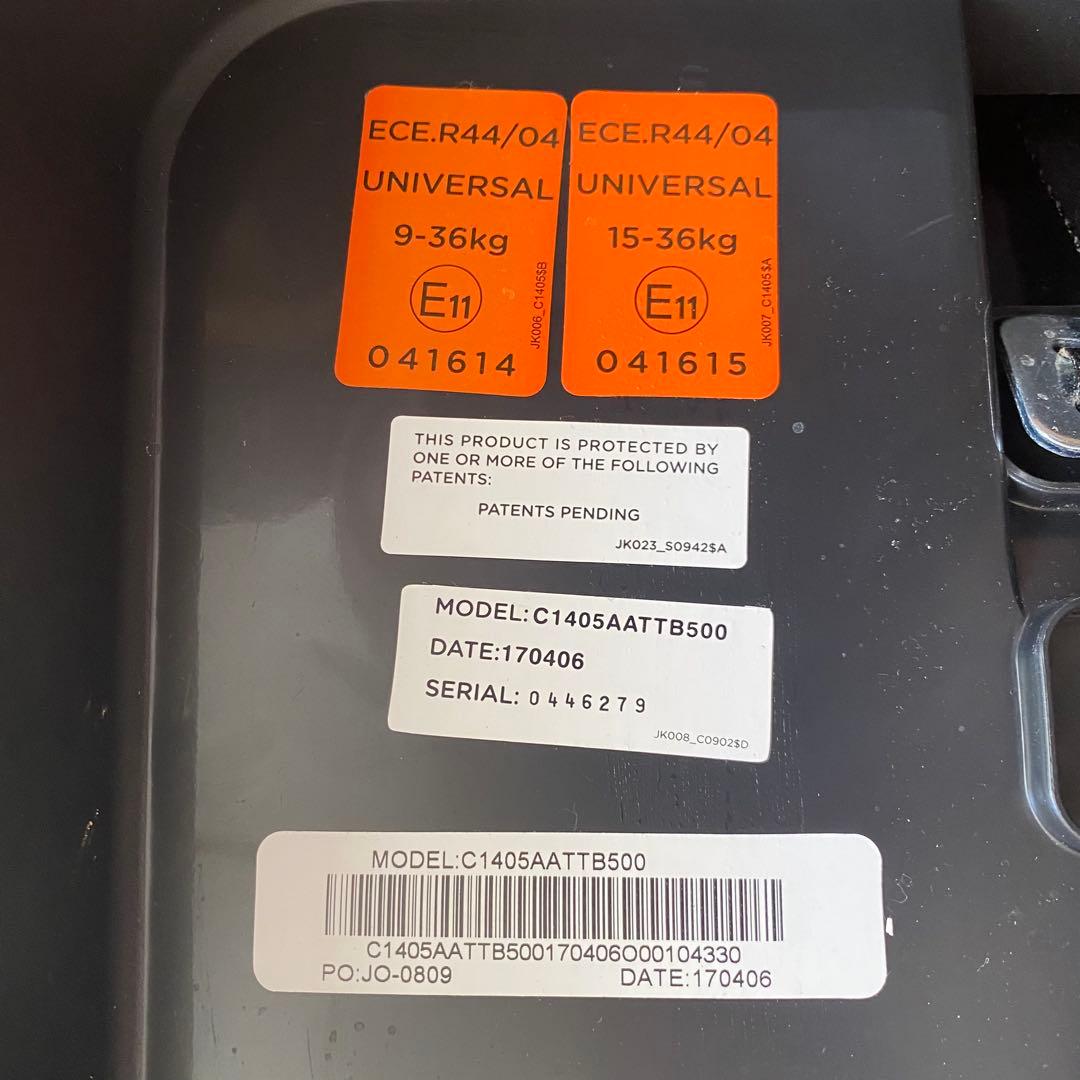 ECE.R44/04
UNIVERSAL
9-36kg
E11
041614
JK006_C1405$B
ECE.R44/04
UNIVERSAL
15-36kg
E11
041615
JK007_C1405$A
THIS PRODUCT IS PROTECTED BY
ONE OR MORE OF THE FOLLOWING
PATENTS:
PATENTS PENDING
JK023_S0942$A
MODEL:C1405AATTB500
DATE:170406
SERIAL: 0446279
JK008_C0902$D
MODEL:C1405AATTB500
C1405AATTB500170406O00104330
PO:JO-0809 DATE:170406